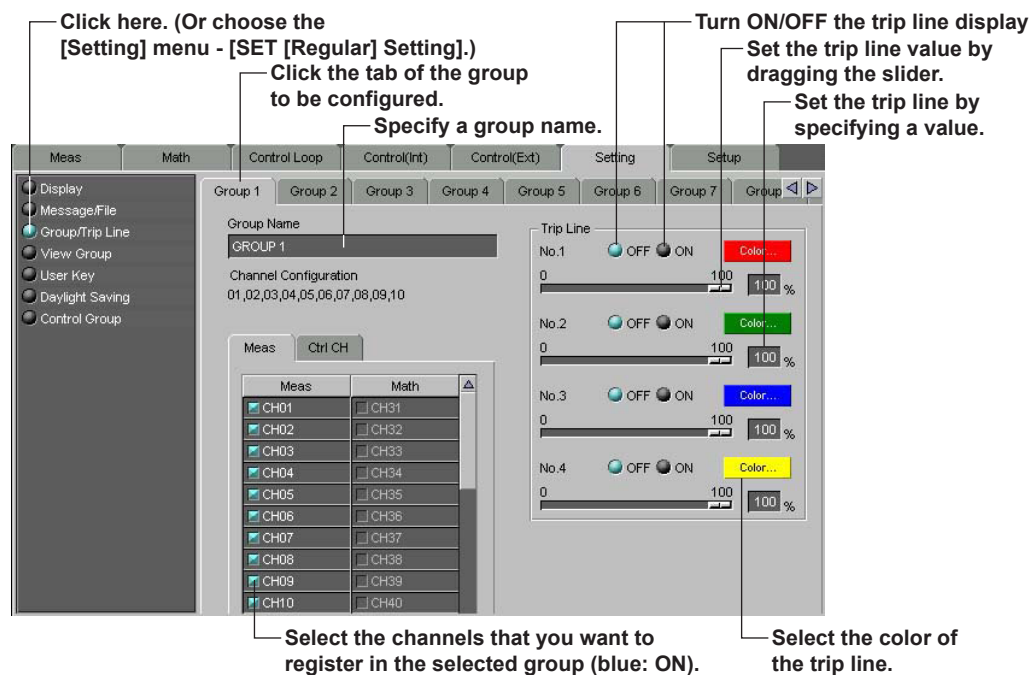 Click here. (Or choose the
[Setting] menu - [SET [Regular] Setting].)
Click the tab of the group
to be configured.
Specify a group name.
Turn ON/OFF the trip line display
Set the trip line value by
dragging the slider.
Set the trip line by
specifying a value.
Meas Math Control Loop Control(Int) Control(Ext) Setting Setup
Display
Message/File
Group/Trip Line
View Group
User Key
Daylight Saving
Control Group
Group 1 Group 2 Group 3 Group 4 Group 5 Group 6 Group 7 Group
Group Name
GROUP 1
Channel Configuration
01,02,03,04,05,06,07,08,09,10
Meas Ctrl CH
Meas Math
CH01 CH31
CH02 CH32
CH03 CH33
CH04 CH34
CH05 CH35
CH06 CH36
CH07 CH37
CH08 CH38
CH09 CH39
CH10 CH40
Trip Line
No.1 OFF ON Color...
0 100 100 %
No.2 OFF ON Color...
0 100 100 %
No.3 OFF ON Color...
0 100 100 %
No.4 OFF ON Color...
0 100 100 %
Select the channels that you want to
register in the selected group (blue: ON).
Select the color of
the trip line.